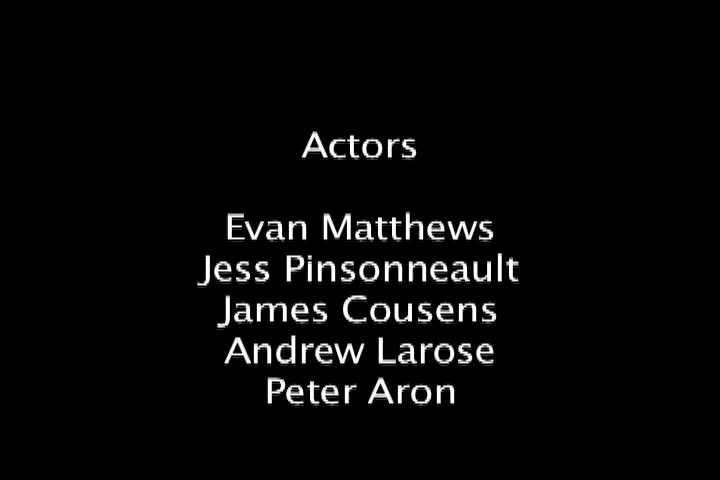 Actors
Evan Matthews
Jess Pinsonneault
James Cousens
Andrew Larose
Peter Aron